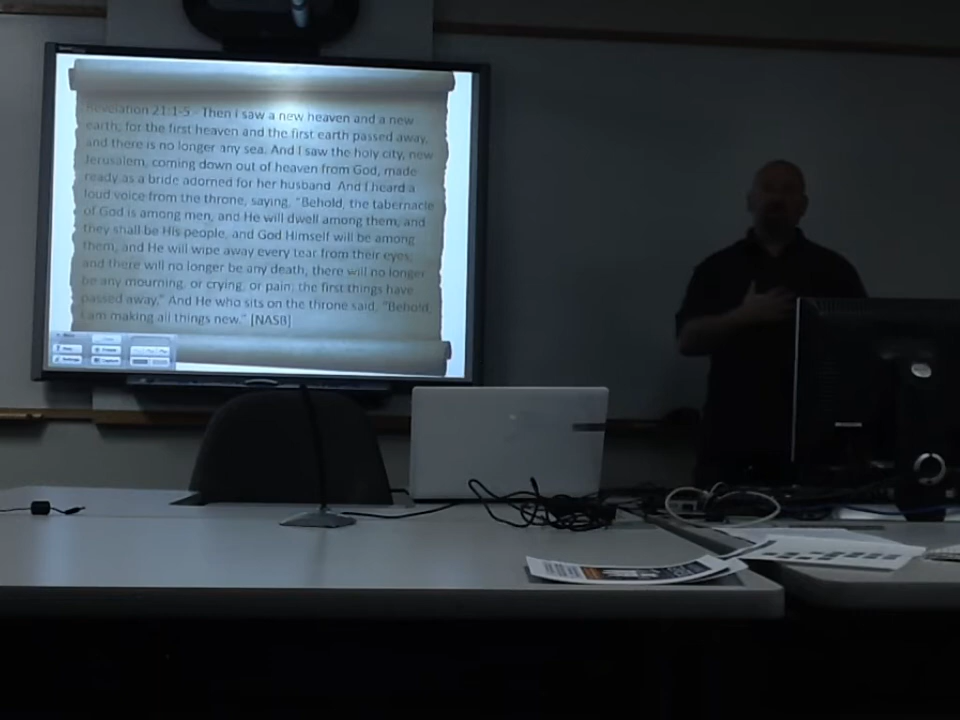 Revelation 21:1-5 - Then I saw a new heaven and a new
earth; for the first heaven and the first earth passed away,
and there is no longer any sea. And I saw the holy city, new
Jerusalem, coming down out of heaven from God, made
ready as a bride adorned for her husband. And I heard a
loud voice from the throne, saying, "Behold, the tabernacle
of God is among men, and He will dwell among them, and
they shall be His people, and God Himself will be among
them, and He will wipe away every tear from their eyes;
and there will no longer be any death; there will no longer
be any mourning, or crying, or pain; the first things have
passed away." And He who sits on the throne said, "Behold,
I am making all things new." [NASB]